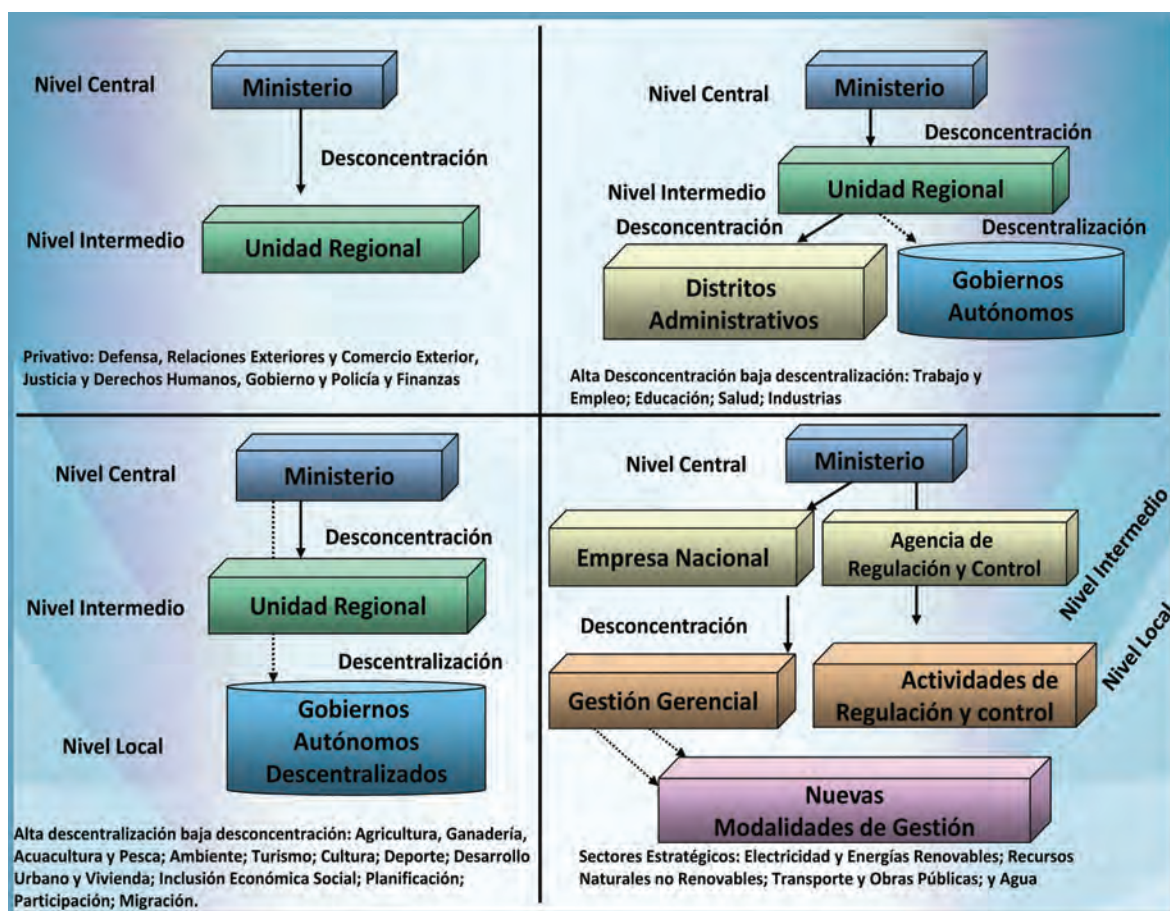 Nivel Central
Ministerio
Desconcentración
Nivel Intermedio
Unidad Regional
Privativo: Defensa, Relaciones Exteriores y Comercio Exterior,
Justicia y Derechos Humanos, Gobierno y Policía y Finanzas
Nivel Central
Ministerio
Desconcentración
Nivel Intermedio
Unidad Regional
Desconcentración
Descentralización
Distritos
Administrativos
Gobiernos
Autónomos
Alta Desconcentración baja descentralización: Trabajo y
Empleo; Educación; Salud; Industrias
Nivel Central
Ministerio
Desconcentración
Nivel Intermedio
Unidad Regional
Descentralización
Nivel Local
Gobiernos
Autónomos
Descentralizados
Alta descentralización baja desconcentración: Agricultura, Ganadería,
Acuacultura y Pesca; Ambiente; Turismo; Cultura; Deporte; Desarrollo
Urbano y Vivienda; Inclusión Económica Social; Planificación;
Participación; Migración.
Nivel Central
Ministerio
Empresa Nacional
Agencia de
Regulación y Control
Nivel Intermedio
Desconcentración
Gestión Gerencial
Actividades de
Regulación y control
Nivel Local
Nuevas
Modalidades de Gestión
Sectores Estratégicos: Electricidad y Energías Renovables; Recursos
Naturales no Renovables; Transporte y Obras Públicas; y Agua